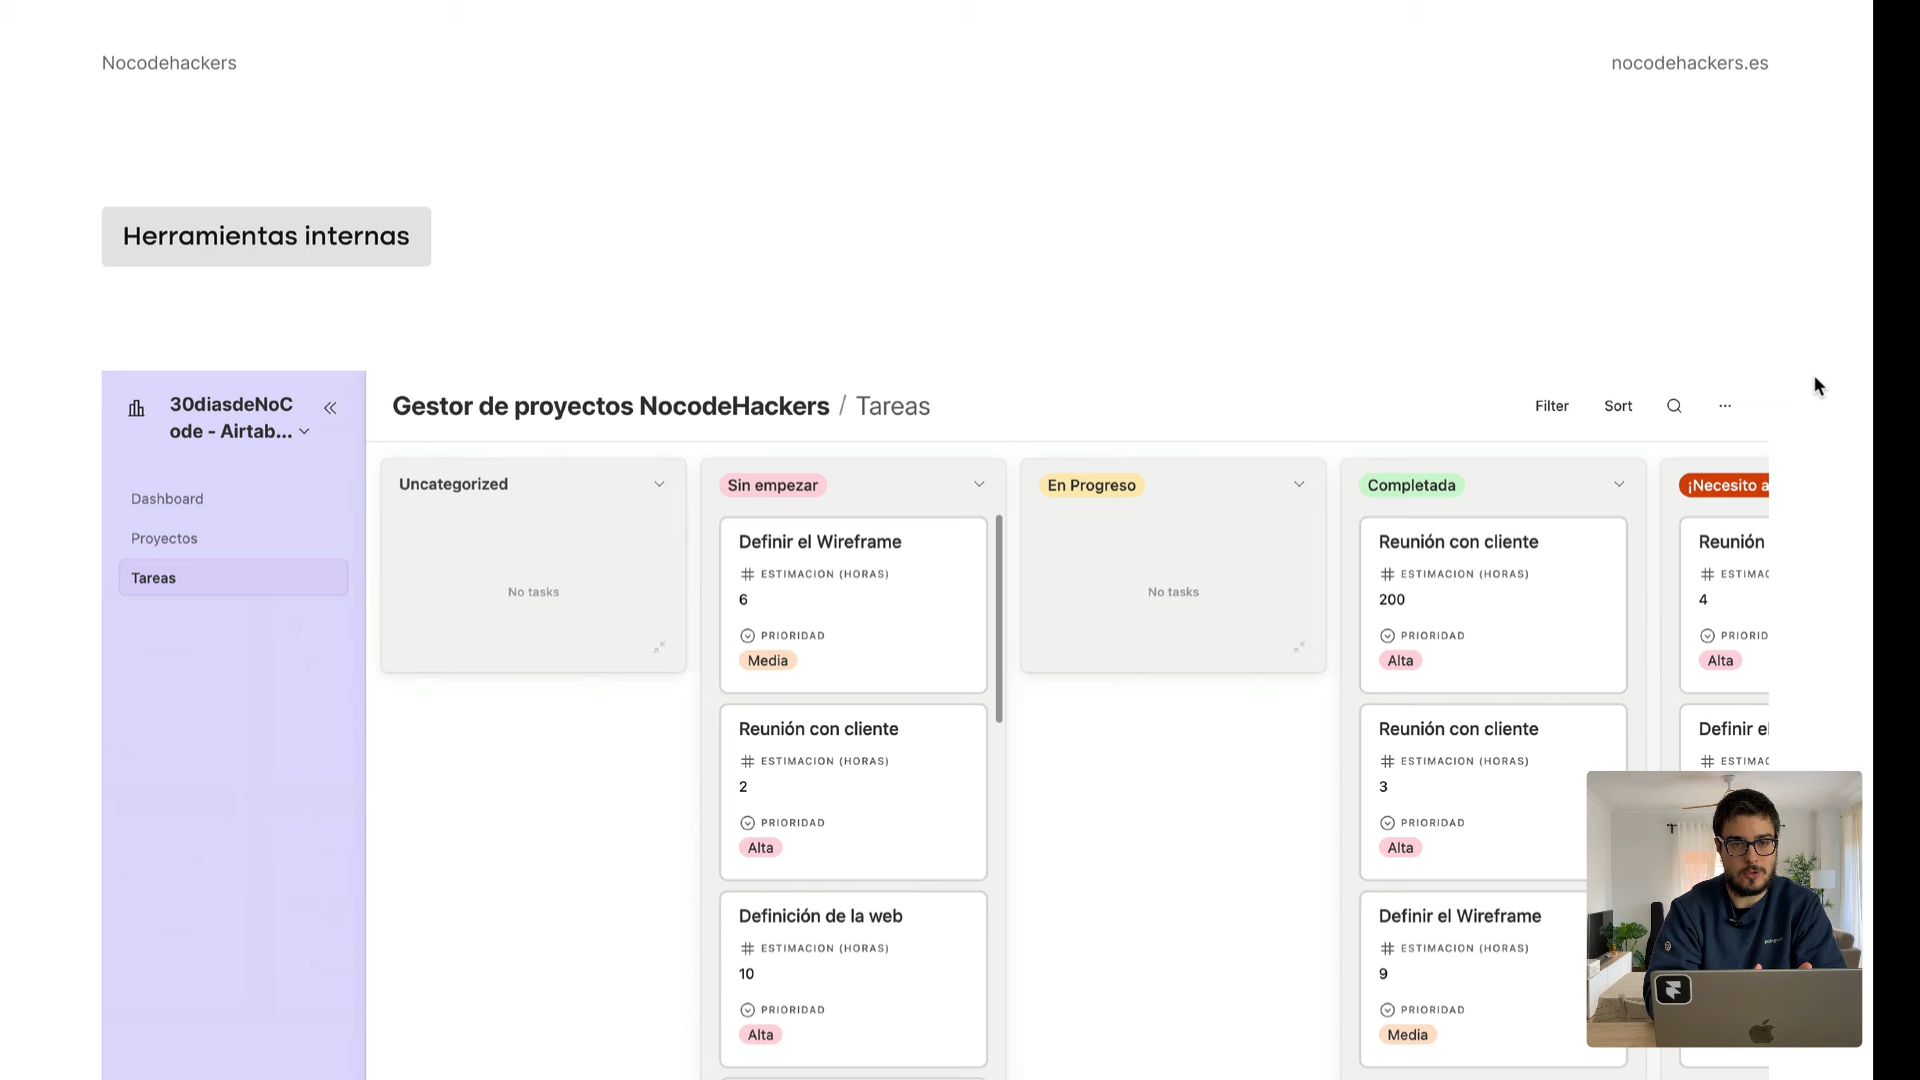 Nocodehackers
nocodehackers.es
Herramientas internas
30diasdeNoC
ode - Airtab...
Dashboard
Proyectos
Tareas
Gestor de proyectos NocodeHackers / Tareas
Filter
Sort
Uncategorized
No tasks
Sin empezar
Definir el Wireframe
ESTIMACION (HORAS)
6
PRIORIDAD
Media
Reunión con cliente
ESTIMACION (HORAS)
2
PRIORIDAD
Alta
Definición de la web
ESTIMACION (HORAS)
10
PRIORIDAD
Alta
En Progreso
No tasks
Completada
Reunión con cliente
ESTIMACION (HORAS)
200
PRIORIDAD
Alta
Reunión con cliente
ESTIMACION (HORAS)
3
PRIORIDAD
Alta
Definir el Wireframe
ESTIMACION (HORAS)
9
PRIORIDAD
Media
¡Necesito a
Reunión
ESTIMAC
4
PRIORID
Alta
Definir el
ESTIMAC